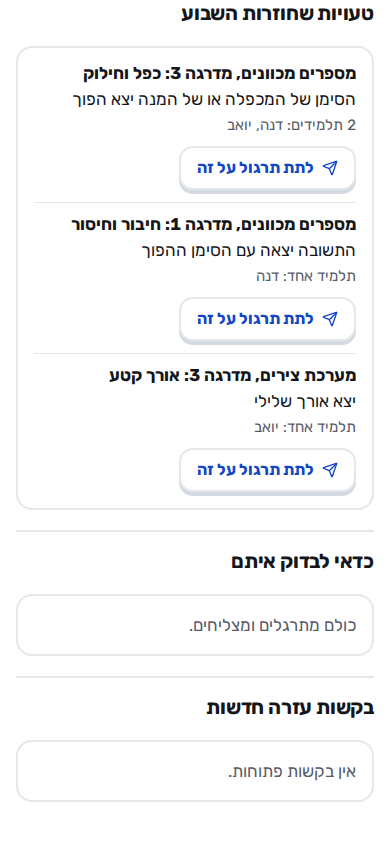 טעויות שחוזרות השבוע
מספרים מכוונים, מדרגה 3: כפל וחילוק
הסימן של המכפלה או של המנה יצא הפוך
2 תלמידים: דנה, יואב
לתת תרגול על זה
מספרים מכוונים, מדרגה 1: חיבור וחיסור
התשובה יצאה עם הסימן ההפוך
תלמיד אחד: דנה
לתת תרגול על זה
מערכת צירים, מדרגה 3: אורך קטע
יצא אורך שלילי
תלמיד אחד: יואב
לתת תרגול על זה
כדאי לבדוק איתם
כולם מתרגלים ומצליחים.
בקשות עזרה חדשות
אין בקשות פתוחות.